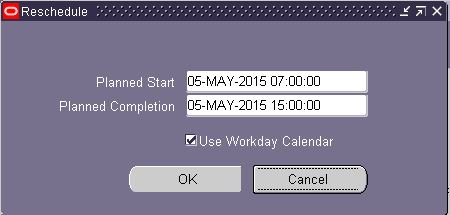 Reschedule
Planned Start 05-MAY-2015 07:00:00
Planned Completion 05-MAY-2015 15:00:00
Use Workday Calendar
OK Cancel